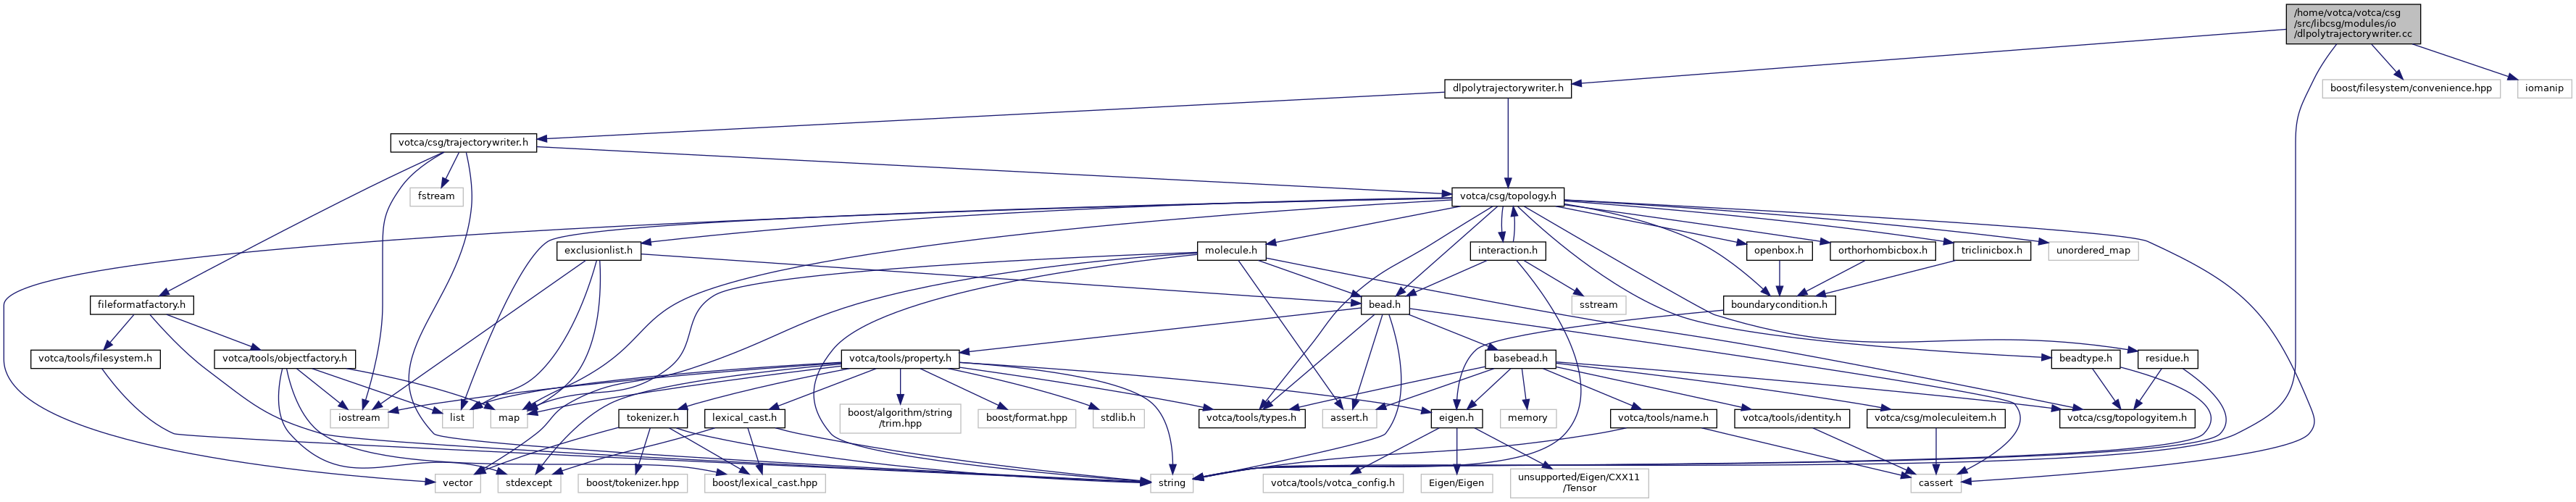 /home/votca/votca/csg
/src/libcsg/modules/io
/dlpolytrajectorywriter.cc
dlpolytrajectorywriter.h
boost/filesystem/convenience.hpp
iomanip
votca/csg/trajectorywriter.h
fstream
votca/csg/topology.h
exclusionlist.h
molecule.h
interaction.h
openbox.h
orthorhombicbox.h
triclinicbox.h
unordered_map
fileformatfactory.h
bead.h
sstream
boundarycondition.h
votca/tools/filesystem.h
votca/tools/objectfactory.h
votca/tools/property.h
basebead.h
beadtype.h
residue.h
iostream
list
map
tokenizer.h
lexical_cast.h
boost/algorithm/string
/trim.hpp
boost/format.hpp
stdlib.h
votca/tools/types.h
assert.h
eigen.h
memory
votca/tools/name.h
votca/tools/identity.h
votca/csg/moleculeitem.h
votca/csg/topologyitem.h
vector
stdexcept
boost/tokenizer.hpp
boost/lexical_cast.hpp
string
votca/tools/votca_config.h
Eigen/Eigen
unsupported/Eigen/CXX11
/Tensor
cassert